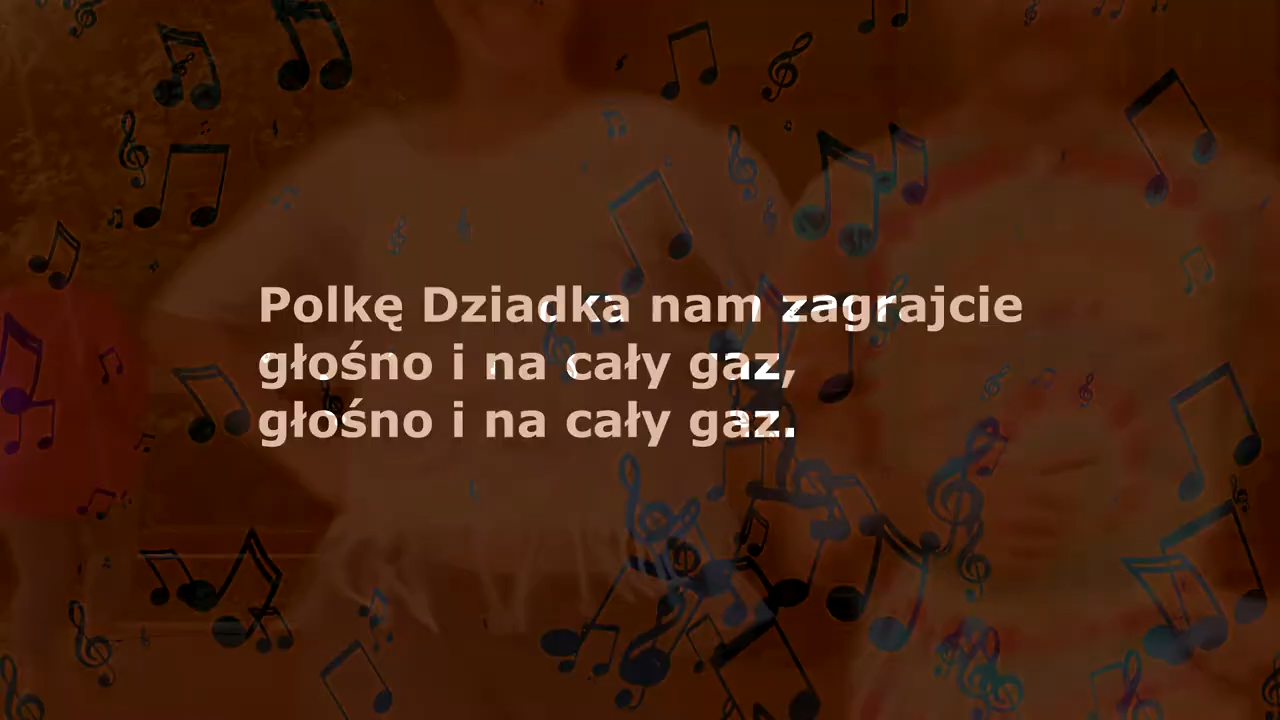 Polkę Dziadka nam zagrajcie
głośno i na cały gaz,
głośno i na cały gaz.